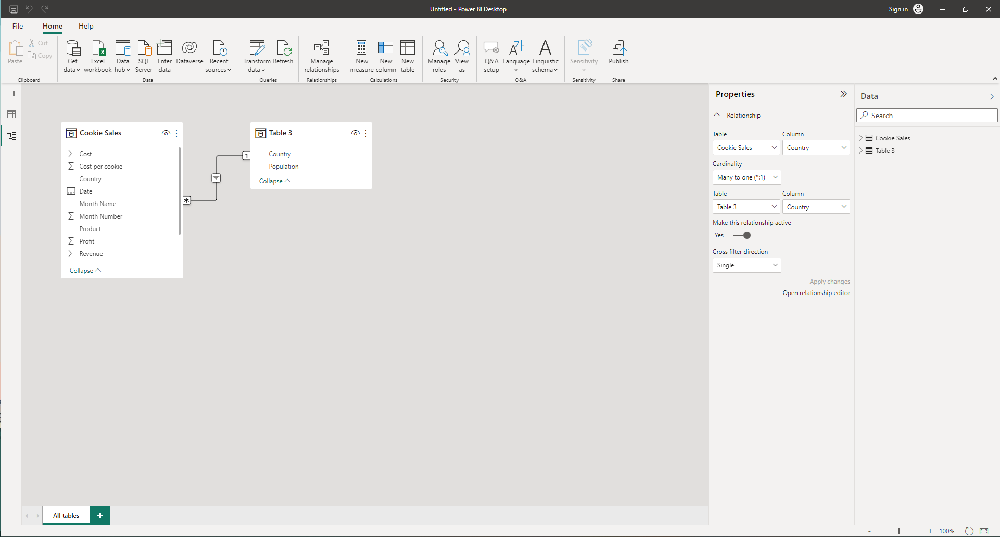 Untitled - Power BI Desktop
Sign in
File
Home
Help
Paste
Cut
Copy
Clipboard
Get data
Excel workbook
Data hub
SQL Server
Enter data
Dataverse
Recent sources
Data
Transform data
Refresh
Queries
Manage relationships
Relationships
New measure
New column
New table
Calculations
Manage roles
View as
Security
Q&A setup
Language
Linguistic schema
Q&A
Sensitivity
Sensitivity
Publish
Share
Cookie Sales
Cost
Cost per cookie
Country
Date
Month Name
Month Number
Product
Profit
Revenue
Collapse
*
1
Table 3
Country
Population
Collapse
Properties
Relationship
Table
Column
Cookie Sales
Country
Cardinality
Many to one (*:1)
Table
Column
Table 3
Country
Make this relationship active
Yes
Cross filter direction
Single
Apply changes
Open relationship editor
Data
Search
Cookie Sales
Table 3
All tables
+
- + 100%